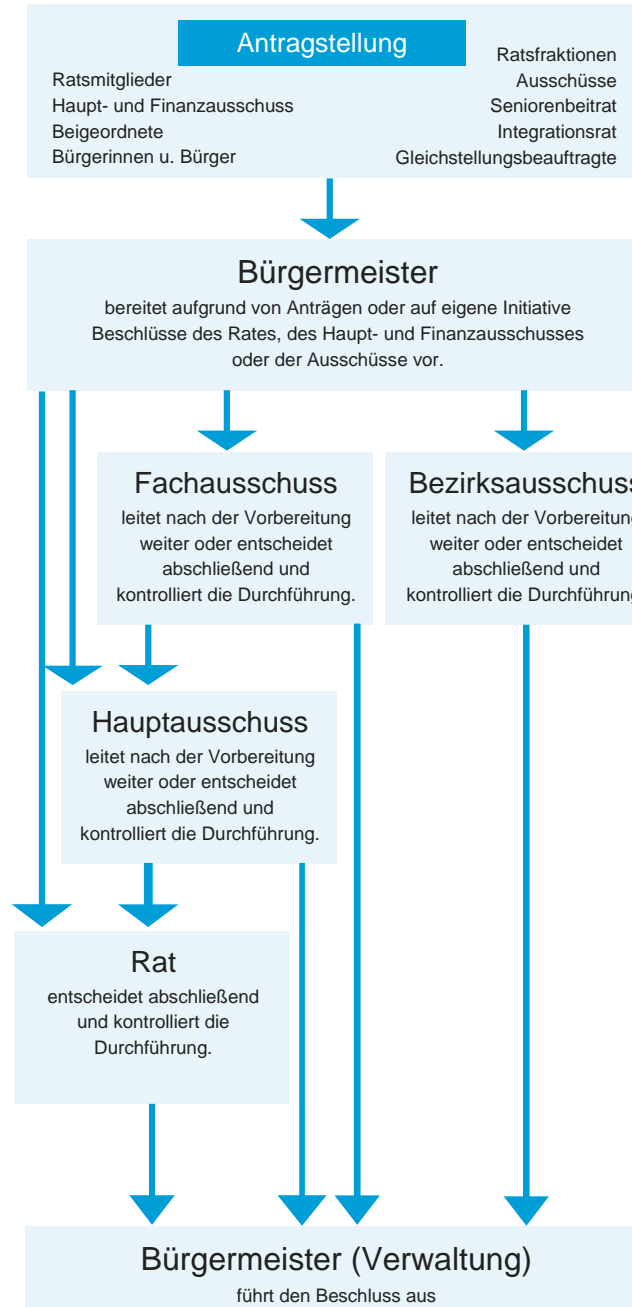 Antragstellung
Ratsmitglieder
Haupt- und Finanzausschuss
Beigeordnete
Bürgerinnen u. Bürger
Ratsfraktionen
Ausschüsse
Seniorenbeitrat
Integrationsrat
Gleichstellungsbeauftragte
Bürgermeister
bereitet aufgrund von Anträgen oder auf eigene Initiative
Beschlüsse des Rates, des Haupt- und Finanzausschusses
oder der Ausschüsse vor.
Fachausschuss
leitet nach der Vorbereitung
weiter oder entscheidet
abschließend und
kontrolliert die Durchführung.
Bezirksausschuss
leitet nach der Vorbereitung
weiter oder entscheidet
abschließend und
kontrolliert die Durchführung
Hauptausschuss
leitet nach der Vorbereitung
weiter oder entscheidet
abschließend und
kontrolliert die Durchführung.
Rat
entscheidet abschließend
und kontrolliert die
Durchführung.
Bürgermeister (Verwaltung)
führt den Beschluss aus